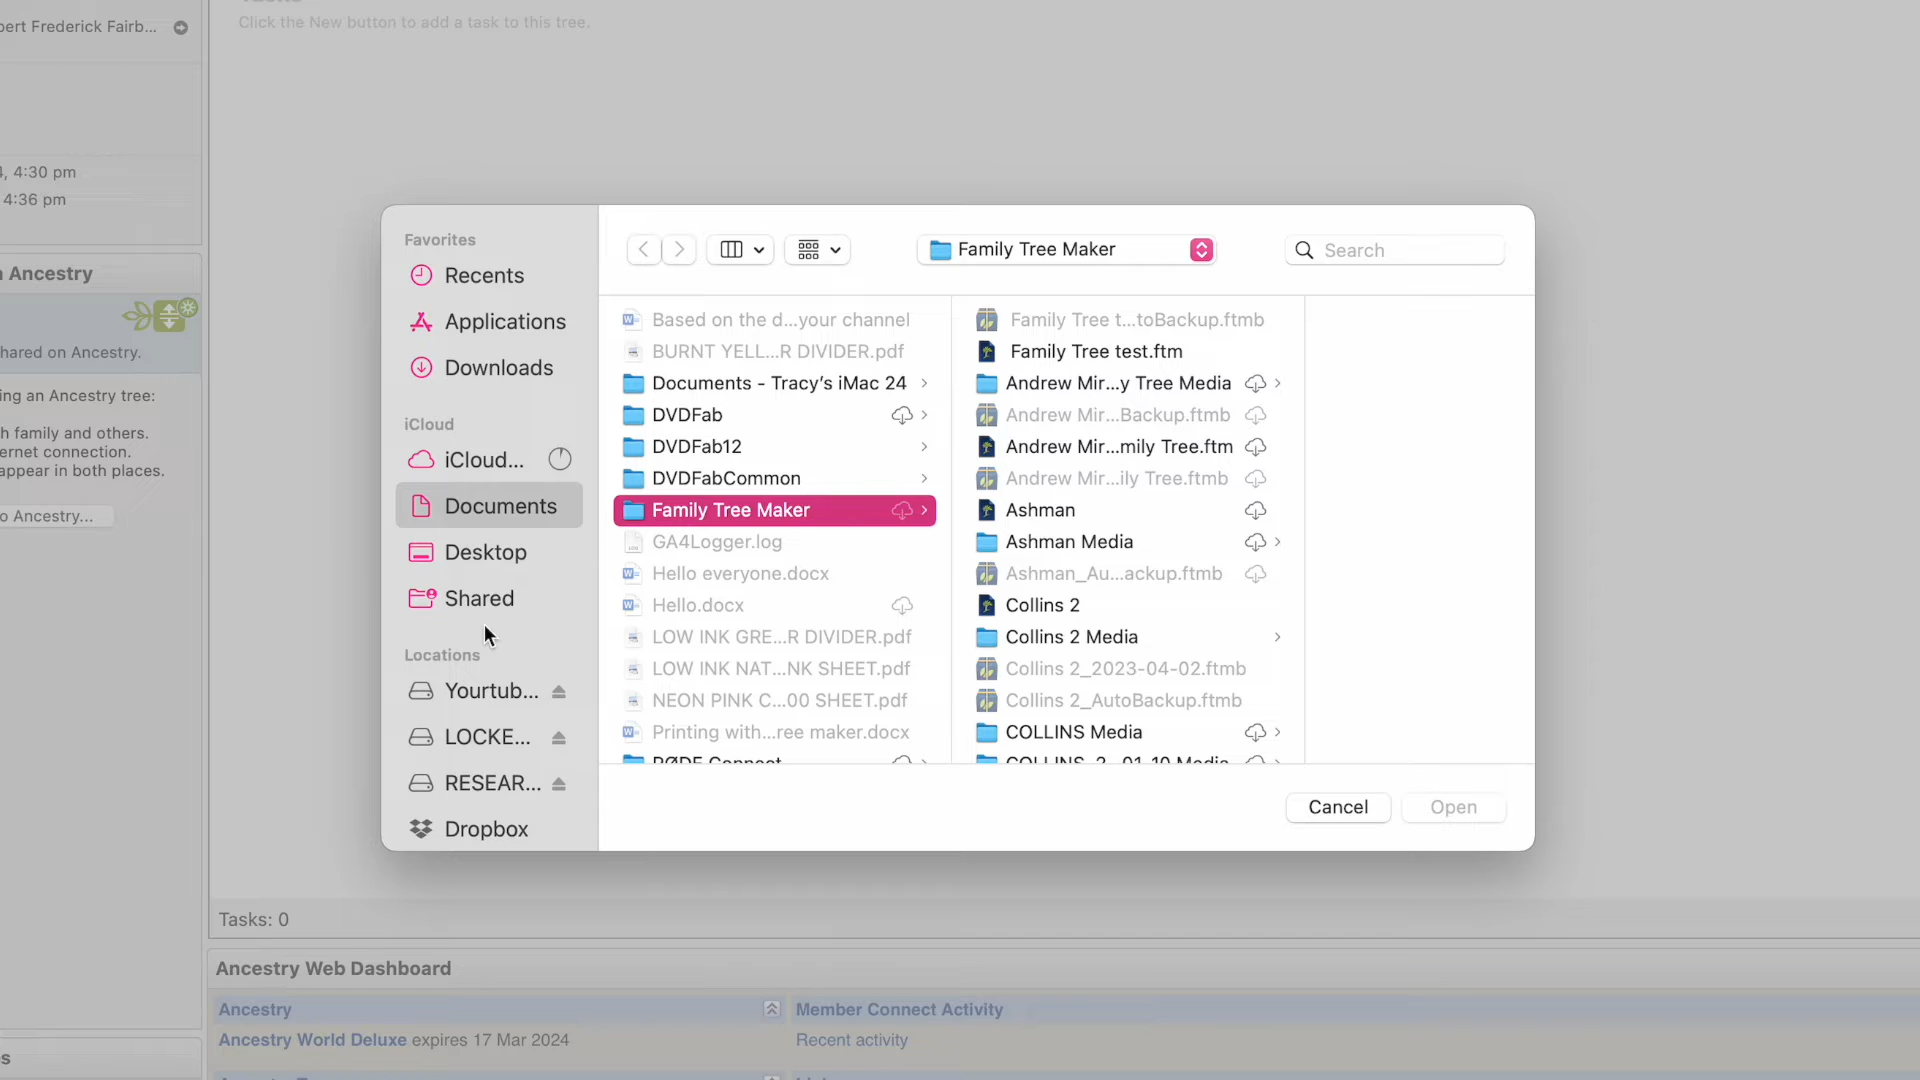 Click the New button to add a task to this tree.
bert Frederick Fairb...
4:30 pm
4:36 pm
Ancestry
hared on Ancestry.
ing an Ancestry tree:
h family and others.
ernet connection.
appear in both places.
o Ancestry...
Favorites
Recents
Applications
Downloads
iCloud
iCloud...
Documents
Desktop
Shared
Locations
Yourtub...
LOCKE...
RESEAR...
Dropbox
Family Tree Maker
Search
Based on the d...your channel
BURNT YELL...R DIVIDER.pdf
Documents - Tracy's iMac 24
DVDFab
DVDFab12
DVDFabCommon
Family Tree Maker
GA4Logger.log
Hello everyone.docx
Hello.docx
LOW INK GRE...R DIVIDER.pdf
LOW INK NAT...NK SHEET.pdf
NEON PINK C...00 SHEET.pdf
Printing with...ree maker.docx
RØDE Connect
Family Tree t...toBackup.ftmb
Family Tree test.ftm
Andrew Mir...y Tree Media
Andrew Mir...Backup.ftmb
Andrew Mir...mily Tree.ftm
Andrew Mir...ily Tree.ftmb
Ashman
Ashman Media
Ashman_Au...ackup.ftmb
Collins 2
Collins 2 Media
Collins 2_2023-04-02.ftmb
Collins 2_AutoBackup.ftmb
COLLINS Media
COLLINS_2...01-10 Media
Cancel
Open
Tasks: 0
Ancestry Web Dashboard
Ancestry
Ancestry World Deluxe expires 17 Mar 2024
Member Connect Activity
Recent activity